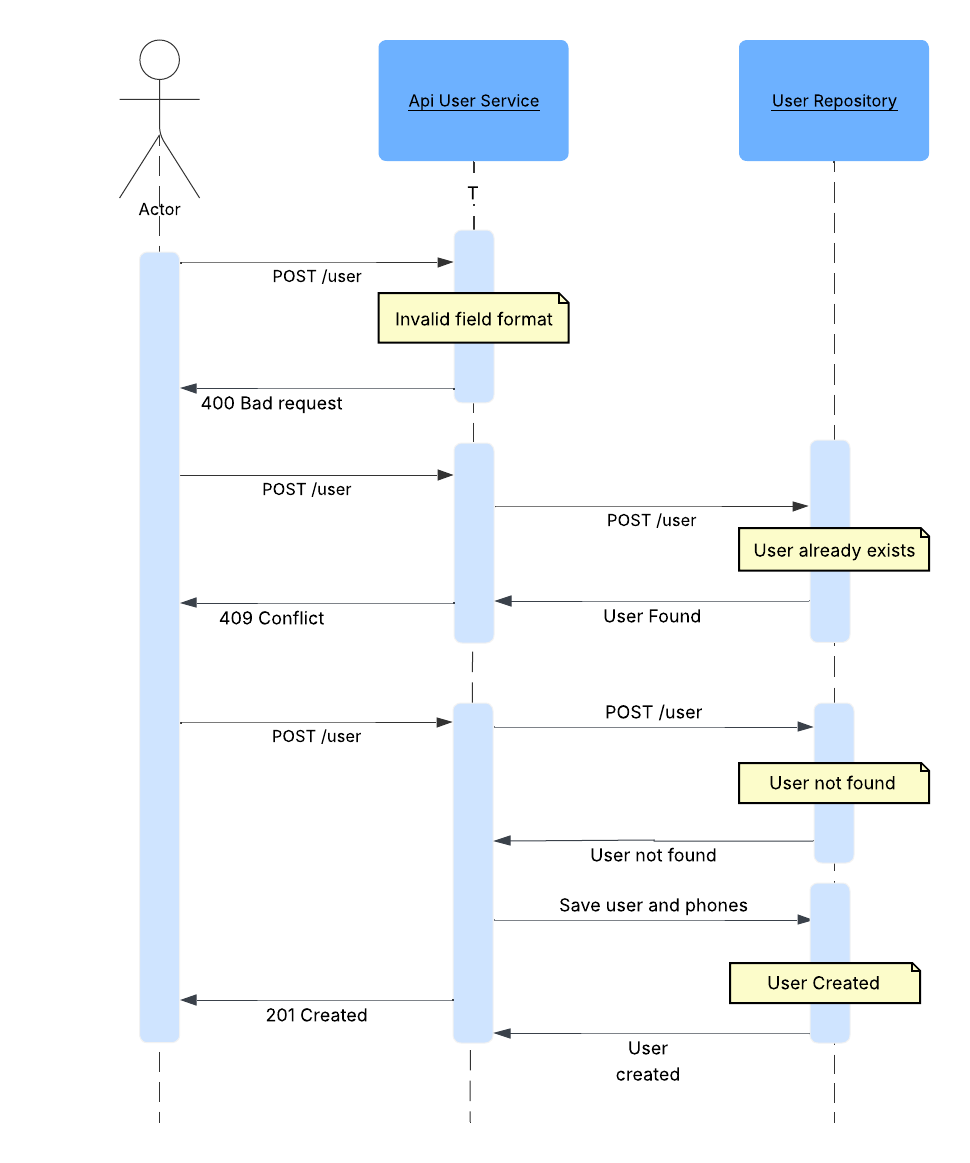 Api User Service
User Repository
T
Actor
POST /user
Invalid field format
400 Bad request
POST /user
POST /user
User already exists
409 Conflict
User Found
POST /user
POST /user
User not found
User not found
Save user and phones
User Created
201 Created
User
created